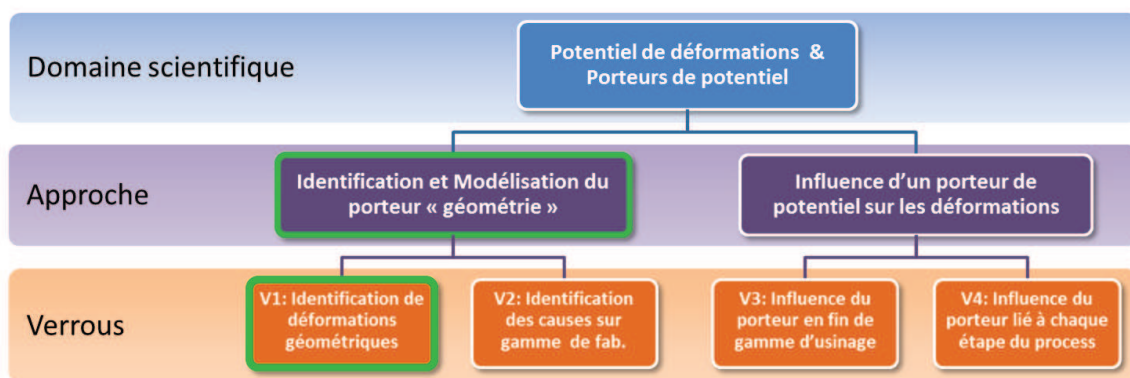 Domaine scientifique
Potentiel de déformations &
Porteurs de potentiel
Approche
Identification et Modélisation du
porteur « géométrie »
Influence d'un porteur de
potentiel sur les déformations
Verrous
V1: Identification de
déformations
géométriques
V2: Identification
des causes sur
gamme de fab.
V3: Influence du
porteur en fin de
gamme d'usinage
V4: Influence du
porteur lié à chaque
étape du process